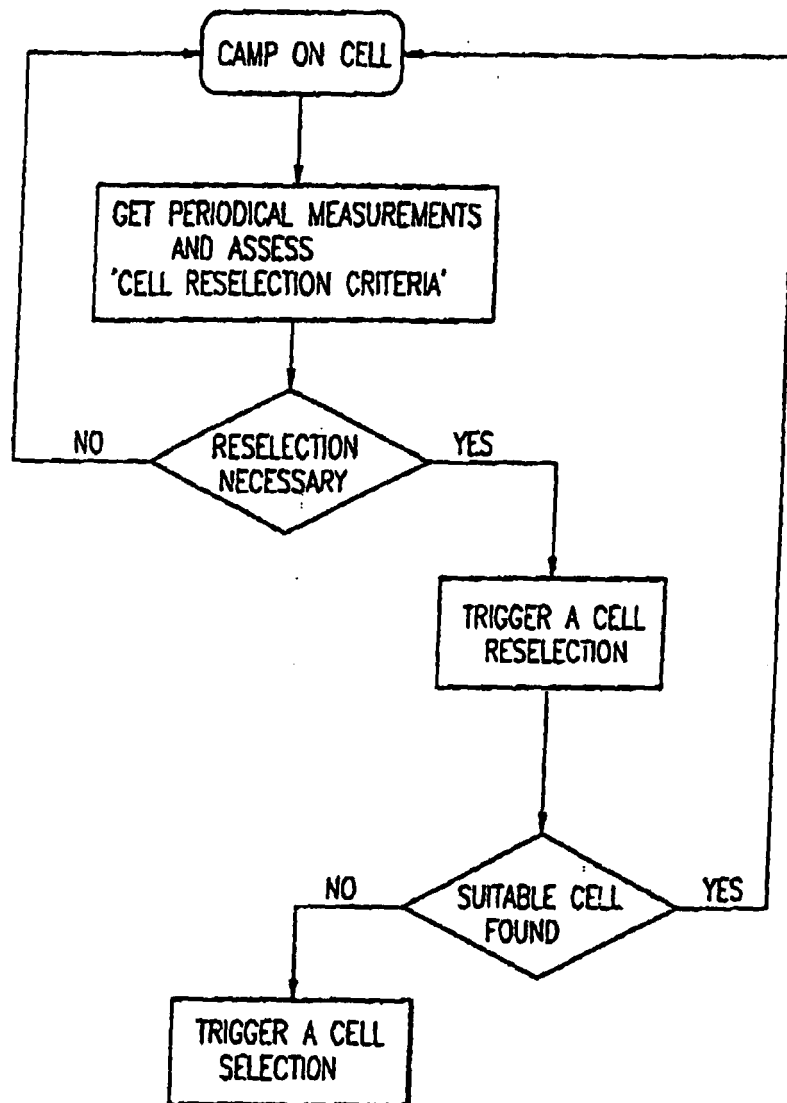 CAMP ON CELL
GET PERIODICAL MEASUREMENTS
AND ASSESS
'CELL RESELECTION CRITERIA'
NO
RESELECTION
NECESSARY
YES
TRIGGER A CELL
RESELECTION
NO
SUITABLE CELL
FOUND
YES
TRIGGER A CELL
SELECTION